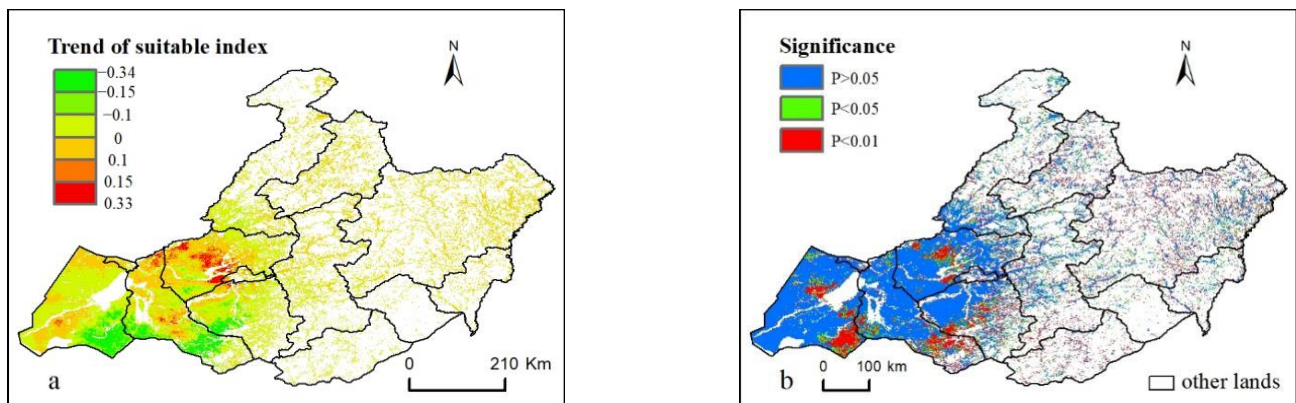 Trend of suitable index
N
−0.34
−0.15
−0.1
0
0.1
0.15
0.33
a
0
210 Km
Significance
N
P>0.05
P<0.05
P<0.01
b
0
100 km
other lands